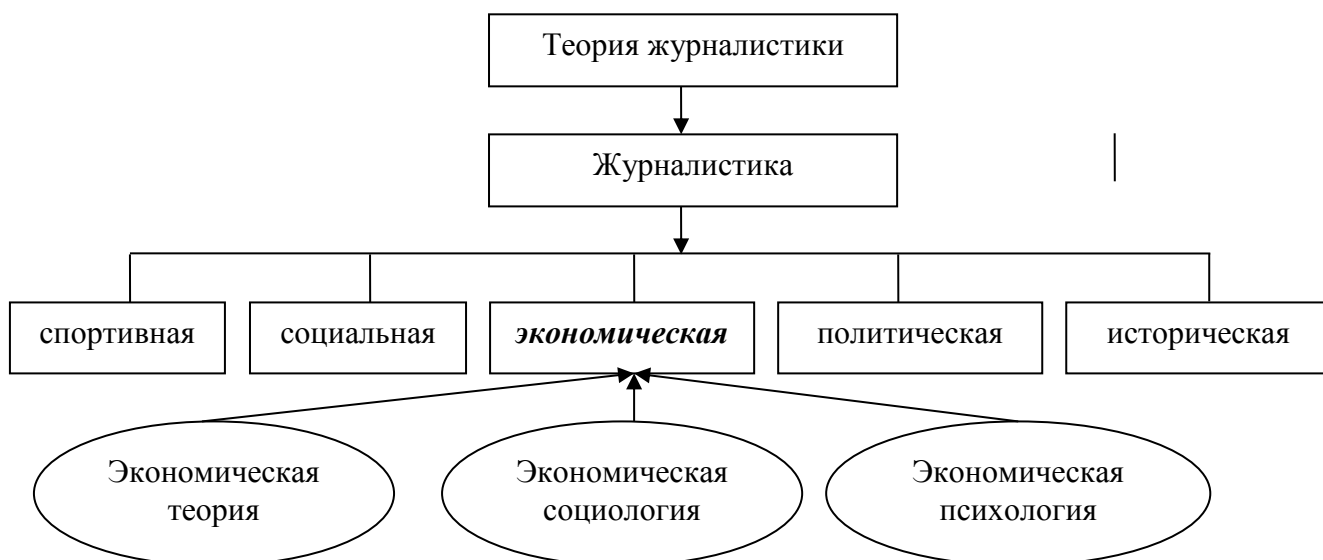 Теория журналистики
Журналистика
спортивная
социальная
экономическая
политическая
историческая
Экономическая
теория
Экономическая
социология
Экономическая
психология